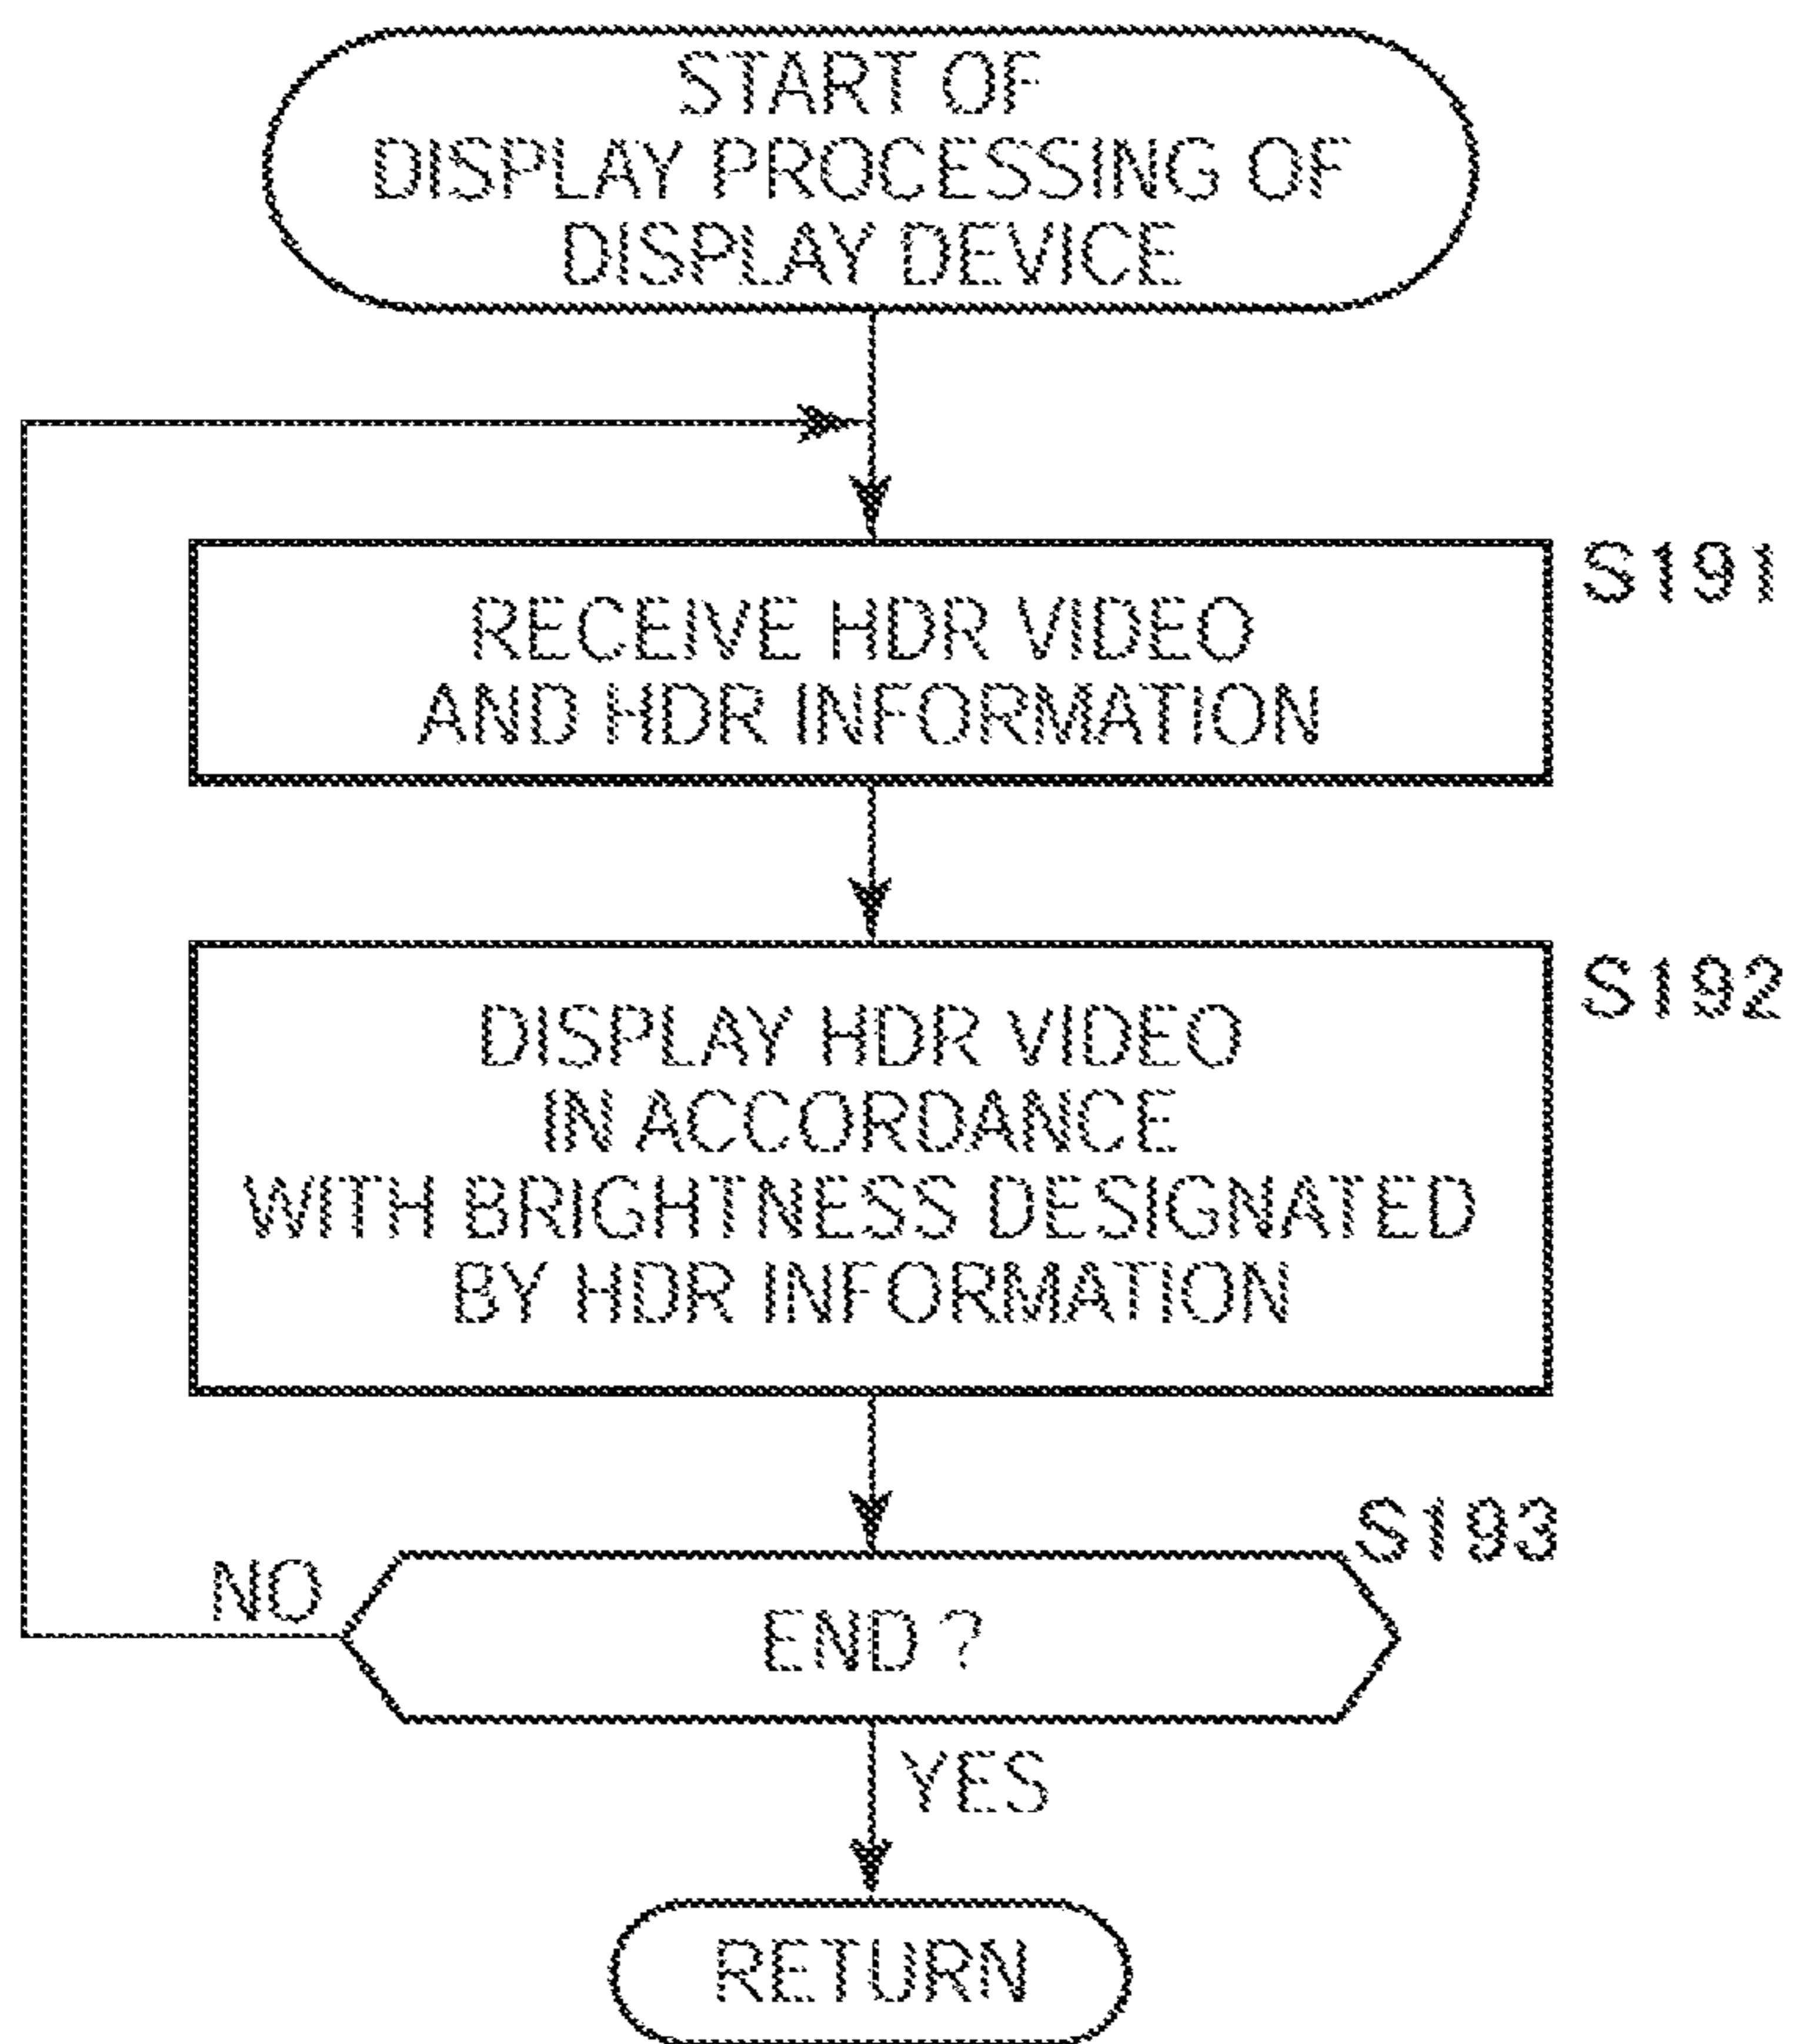 START OF
DISPLAY PROCESSING OF
DISPLAY DEVICE
S191
RECEIVE HDR VIDEO
AND HDR INFORMATION
S192
DISPLAY HDR VIDEO
IN ACCORDANCE
WITH BRIGHTNESS DESIGNATED
BY HDR INFORMATION
S193
NO
END ?
YES
RETURN